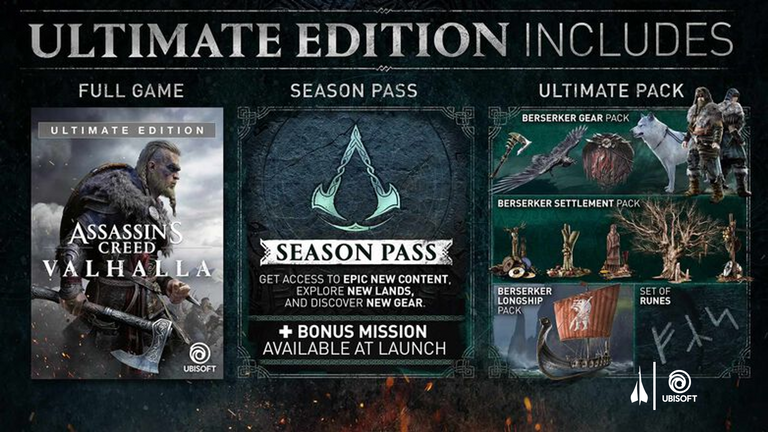 ULTIMATE EDITION INCLUDES
FULL GAME
ULTIMATE EDITION
ASSASSIN'S
CREED
VALHALLA
UBISOFT
SEASON PASS
SEASON PASS
GET ACCESS TO EPIC NEW CONTENT,
EXPLORE NEW LANDS,
AND DISCOVER NEW GEAR.
+ BONUS MISSION
AVAILABLE AT LAUNCH
ULTIMATE PACK
BERSERKER GEAR PACK
BERSERKER SETTLEMENT PACK
BERSERKER
LONGSHIP
PACK
SET OF
RUNES
UBISOFT